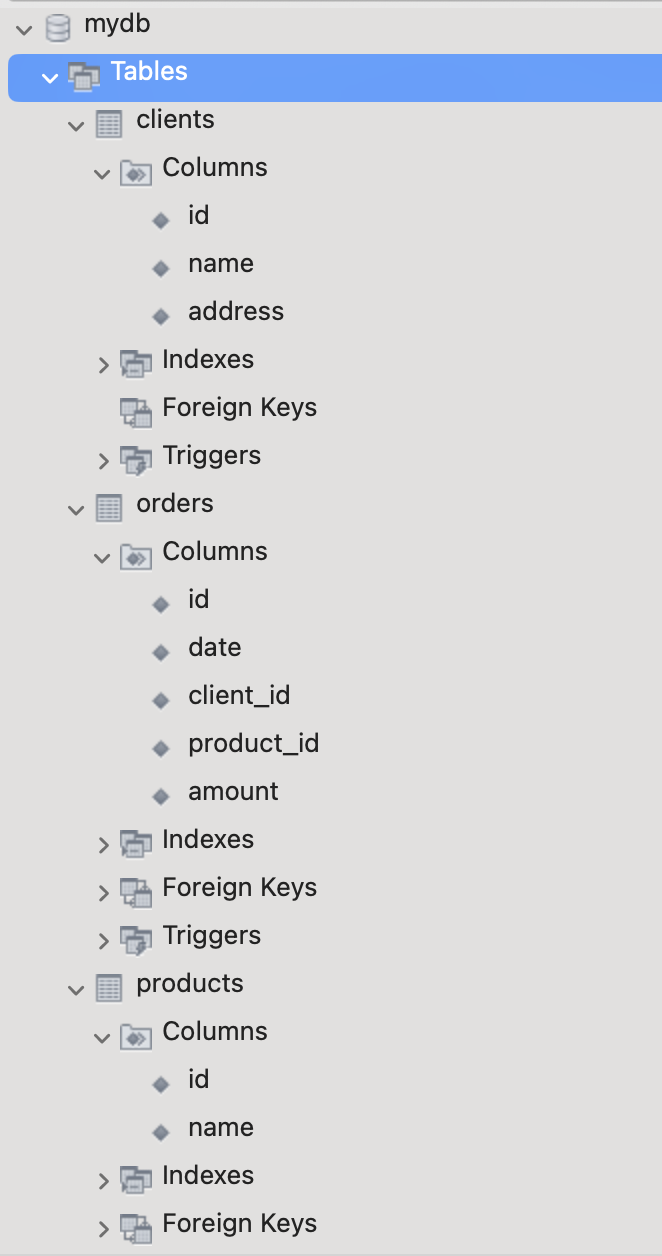 mydb
Tables
clients
Columns
id
name
address
Indexes
Foreign Keys
Triggers
orders
Columns
id
date
client_id
product_id
amount
Indexes
Foreign Keys
Triggers
products
Columns
id
name
Indexes
Foreign Keys